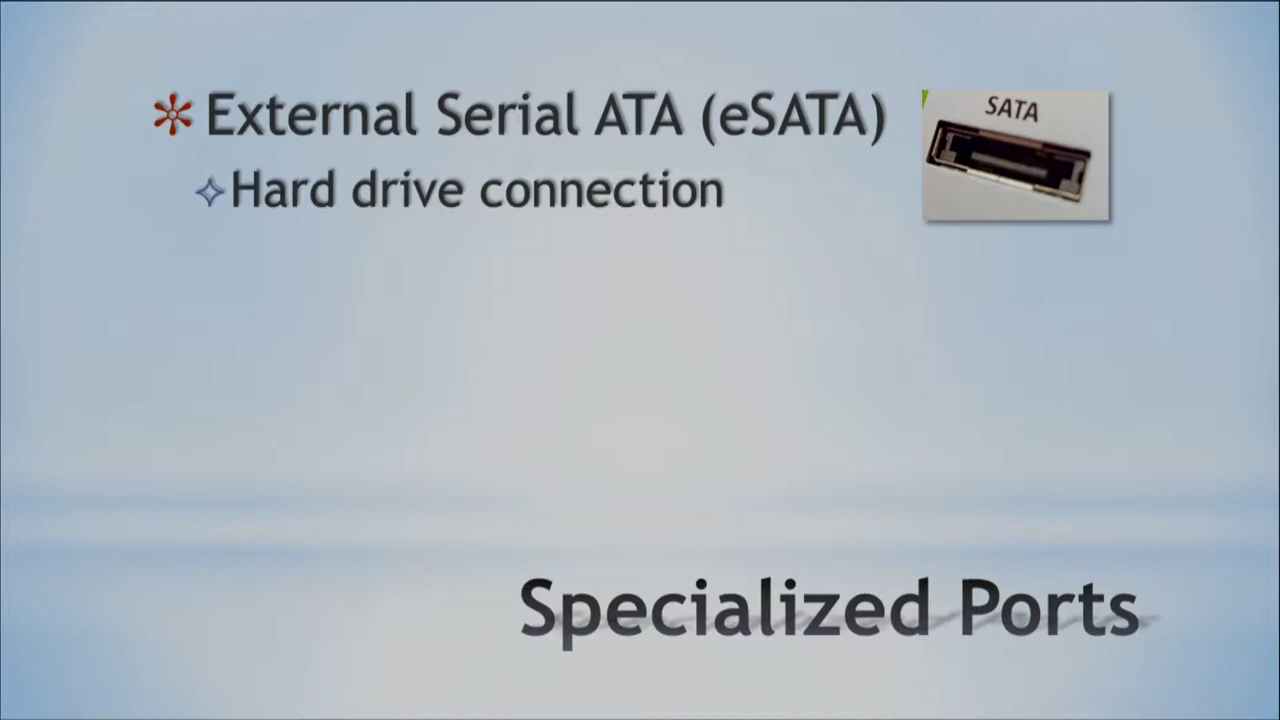 External Serial ATA (eSATA)
SATA
Hard drive connection
Specialized Ports